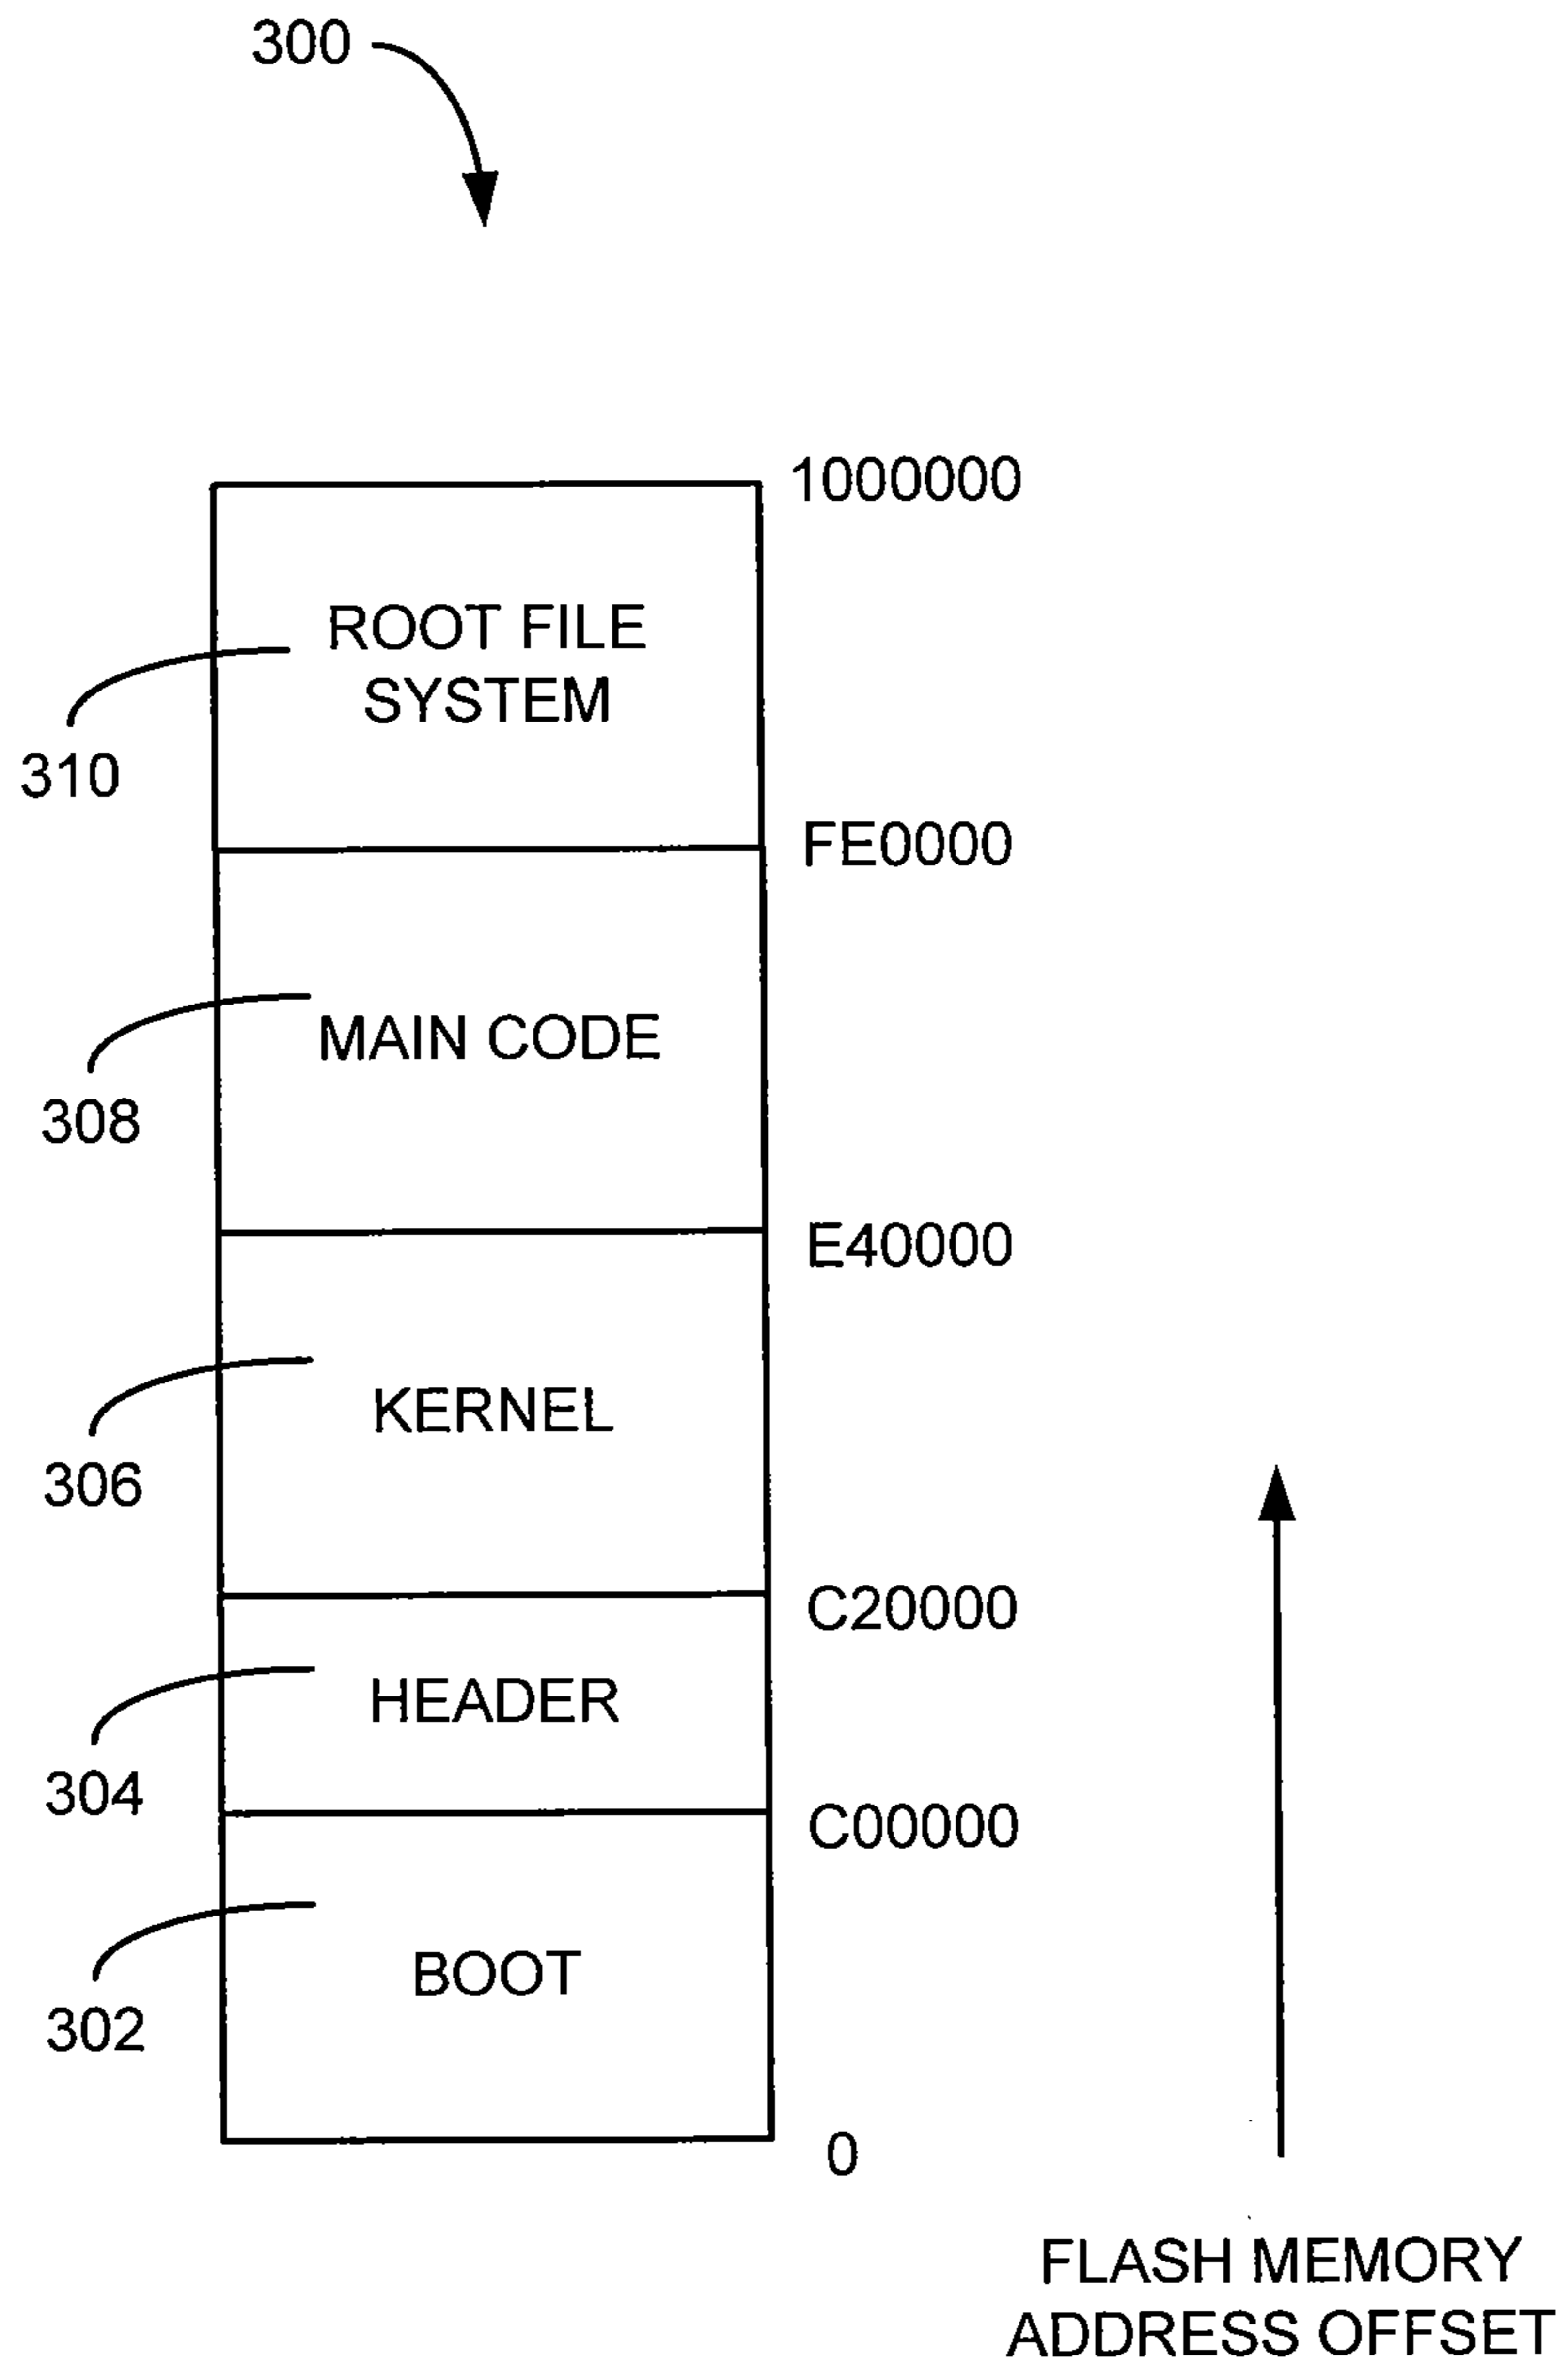 300
1000000
ROOT FILE
SYSTEM
310
FE0000
MAIN CODE
308
E40000
KERNEL
306
C20000
HEADER
304
C00000
BOOT
302
0
FLASH MEMORY
ADDRESS OFFSET